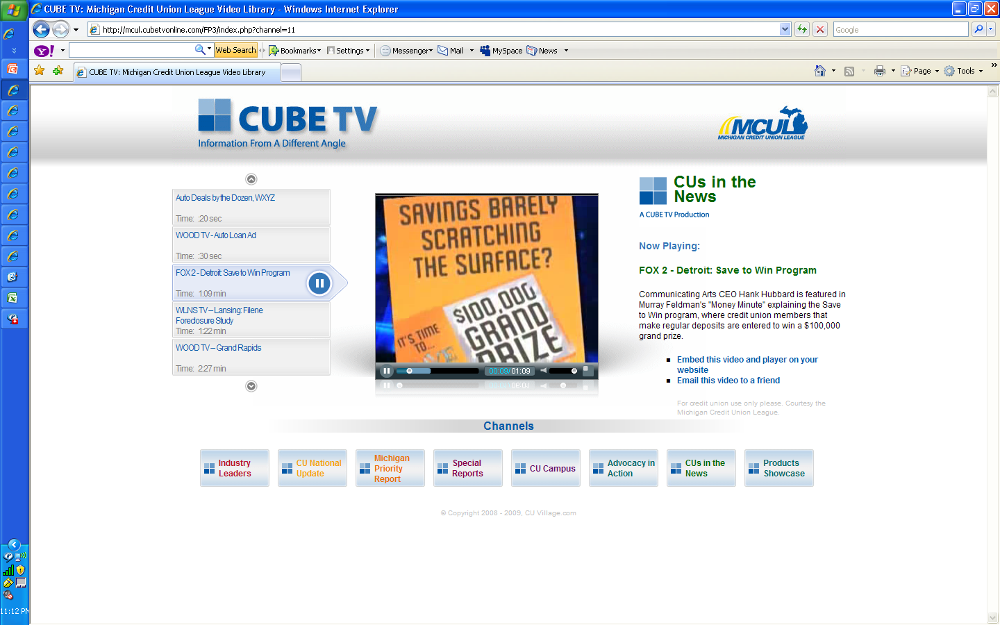 CUBE TV: Michigan Credit Union League Video Library - Windows Internet Explorer
http://mcul.cubetvonline.com/FP3/index.php?channel=11
Google
Y!
Web Search
Bookmarks
Settings
Messenger
Mail
MySpace
News
CUBE TV: Michigan Credit Union League Video Library
Page
Tools
CUBE TV
Information From A Different Angle
MCUL
MICHIGAN CREDIT UNION LEAGUE
Auto Deals by the Dozen, WXYZ
Time: :20 sec
WOOD TV - Auto Loan Ad
Time: :30 sec
FOX 2 - Detroit: Save to Win Program
Time: 1:09 min
WLNS TV – Lansing: Filene
Foreclosure Study
Time: 1:22 min
WOOD TV – Grand Rapids
Time: 2:27 min
SAVINGS BARELY
SCRATCHING
THE SURFACE?
$100,000
GRAND
PRIZE
IT'S TIME
TO...
00:09/01:09
CUs in the
News
A CUBE TV Production
Now Playing:
FOX 2 - Detroit: Save to Win Program
Communicating Arts CEO Hank Hubbard is featured in
Murray Feldman's "Money Minute" explaining the Save
to Win program, where credit union members that
make regular deposits are entered to win a $100,000
grand prize.
Embed this video and player on your
website
Email this video to a friend
For credit union use only please. Courtesy the
Michigan Credit Union League.
Channels
Industry
Leaders
CU National
Update
Michigan
Priority
Report
Special
Reports
CU Campus
Advocacy in
Action
CUs in the
News
Products
Showcase
© Copyright 2008 - 2009, CU Village.com
11:12 PM